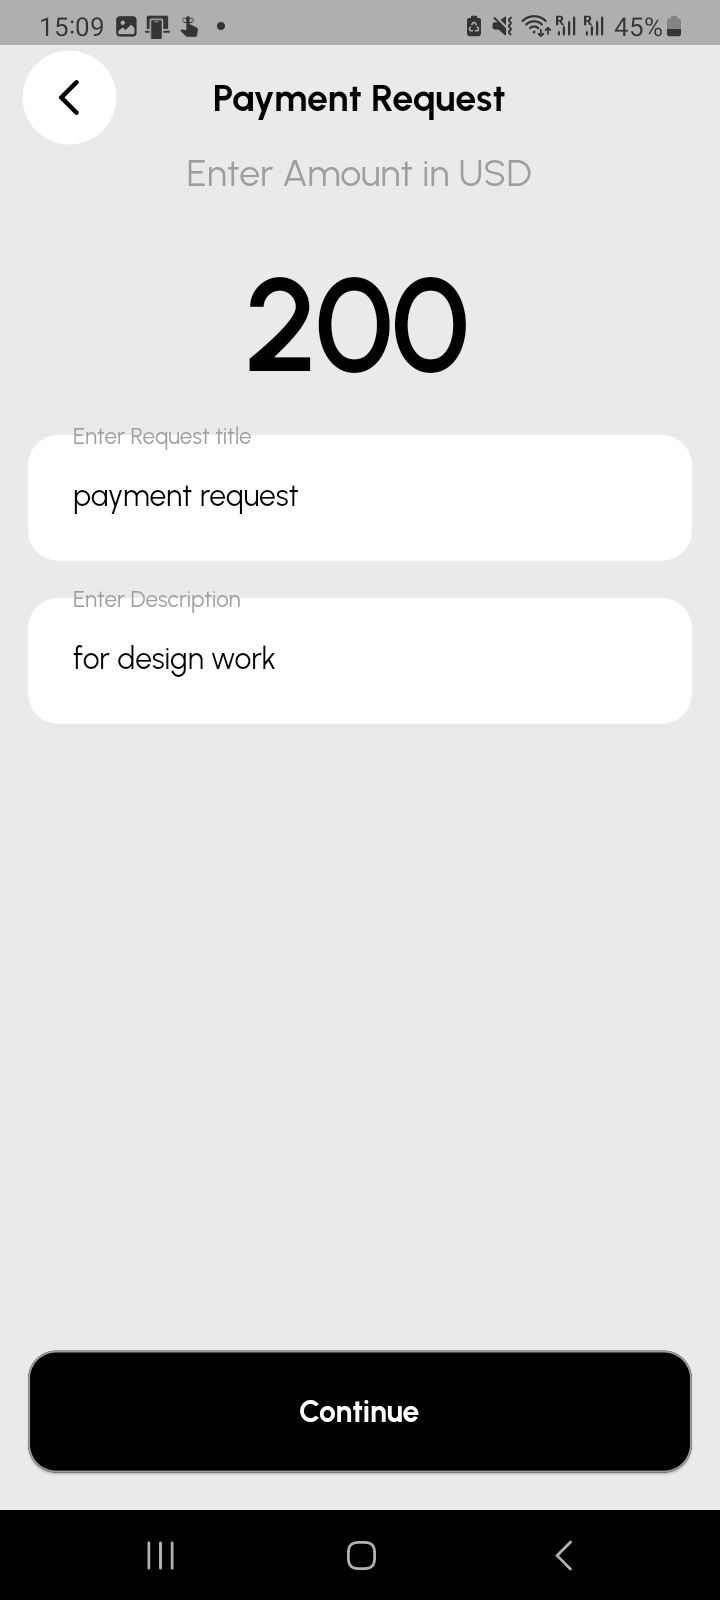 15:09 45%
Payment Request
Enter Amount in USD
200
Enter Request title
payment request
Enter Description
for design work
Continue